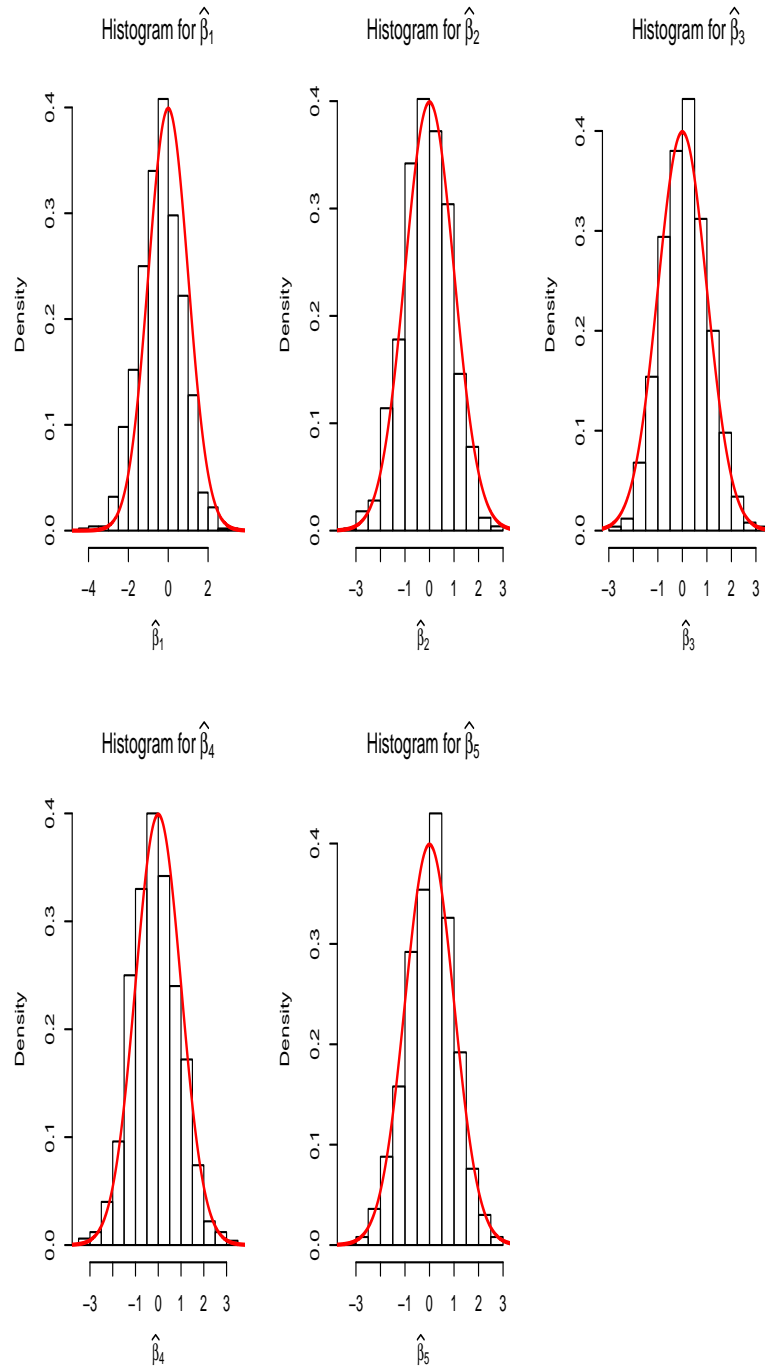 Histogram for β̂₁
Density
0.0 0.1 0.2 0.3 0.4
−4 −2 0 2
β̂₁
Histogram for β̂₂
Density
0.0 0.1 0.2 0.3 0.4
−3 −1 0 1 2 3
β̂₂
Histogram for β̂₃
Density
0.0 0.1 0.2 0.3 0.4
−3 −1 0 1 2 3
β̂₃
Histogram for β̂₄
Density
0.0 0.1 0.2 0.3 0.4
−3 −1 0 1 2 3
β̂₄
Histogram for β̂₅
Density
0.0 0.1 0.2 0.3 0.4
−3 −1 0 1 2 3
β̂₅